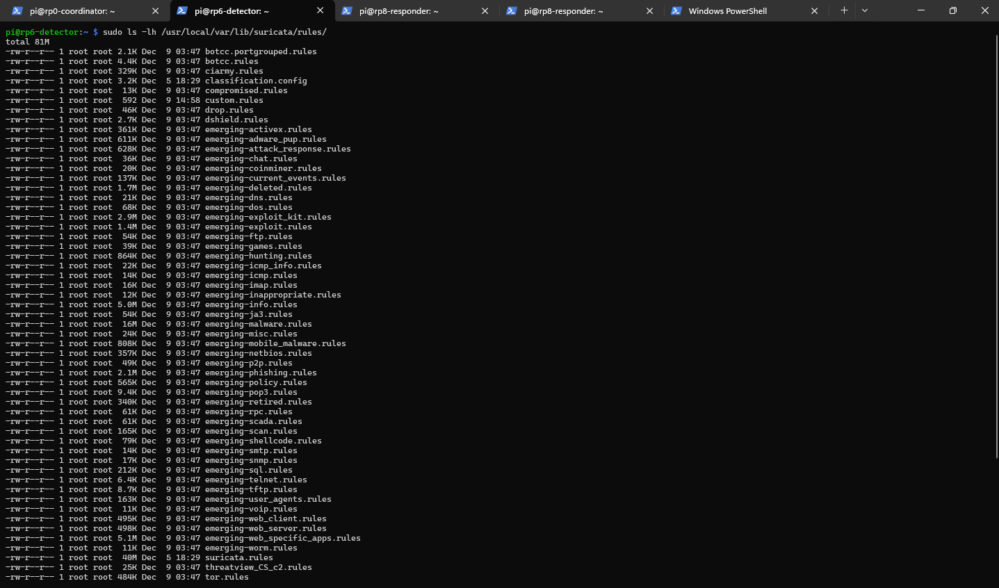 pi@rp0-coordinator: ~
pi@rp6-detector: ~
pi@rp8-responder: ~
pi@rp8-responder: ~
Windows PowerShell
pi@rp6-detector:~ $ sudo ls -lh /usr/local/var/lib/suricata/rules/
total 81M
-rw-r--r-- 1 root root 2.1K Dec  9 03:47 botcc.portgrouped.rules
-rw-r--r-- 1 root root 4.4K Dec  9 03:47 botcc.rules
-rw-r--r-- 1 root root 329K Dec  9 03:47 ciarmy.rules
-rw-r--r-- 1 root root 3.2K Dec  5 18:29 classification.config
-rw-r--r-- 1 root root  13K Dec  9 03:47 compromised.rules
-rw-r--r-- 1 root root  592 Dec  9 14:58 custom.rules
-rw-r--r-- 1 root root  46K Dec  9 03:47 drop.rules
-rw-r--r-- 1 root root 2.7K Dec  9 03:47 dshield.rules
-rw-r--r-- 1 root root 361K Dec  9 03:47 emerging-activex.rules
-rw-r--r-- 1 root root 611K Dec  9 03:47 emerging-adware_pup.rules
-rw-r--r-- 1 root root 628K Dec  9 03:47 emerging-attack_response.rules
-rw-r--r-- 1 root root  36K Dec  9 03:47 emerging-chat.rules
-rw-r--r-- 1 root root  20K Dec  9 03:47 emerging-coinminer.rules
-rw-r--r-- 1 root root 137K Dec  9 03:47 emerging-current_events.rules
-rw-r--r-- 1 root root 1.7M Dec  9 03:47 emerging-deleted.rules
-rw-r--r-- 1 root root  21K Dec  9 03:47 emerging-dns.rules
-rw-r--r-- 1 root root  68K Dec  9 03:47 emerging-dos.rules
-rw-r--r-- 1 root root 2.9M Dec  9 03:47 emerging-exploit_kit.rules
-rw-r--r-- 1 root root 1.4M Dec  9 03:47 emerging-exploit.rules
-rw-r--r-- 1 root root  54K Dec  9 03:47 emerging-ftp.rules
-rw-r--r-- 1 root root  39K Dec  9 03:47 emerging-games.rules
-rw-r--r-- 1 root root 864K Dec  9 03:47 emerging-hunting.rules
-rw-r--r-- 1 root root  22K Dec  9 03:47 emerging-icmp_info.rules
-rw-r--r-- 1 root root  14K Dec  9 03:47 emerging-icmp.rules
-rw-r--r-- 1 root root  16K Dec  9 03:47 emerging-imap.rules
-rw-r--r-- 1 root root  12K Dec  9 03:47 emerging-inappropriate.rules
-rw-r--r-- 1 root root 5.0M Dec  9 03:47 emerging-info.rules
-rw-r--r-- 1 root root  54K Dec  9 03:47 emerging-ja3.rules
-rw-r--r-- 1 root root  16M Dec  9 03:47 emerging-malware.rules
-rw-r--r-- 1 root root  24K Dec  9 03:47 emerging-misc.rules
-rw-r--r-- 1 root root 808K Dec  9 03:47 emerging-mobile_malware.rules
-rw-r--r-- 1 root root 357K Dec  9 03:47 emerging-netbios.rules
-rw-r--r-- 1 root root  49K Dec  9 03:47 emerging-p2p.rules
-rw-r--r-- 1 root root 2.1M Dec  9 03:47 emerging-phishing.rules
-rw-r--r-- 1 root root 565K Dec  9 03:47 emerging-policy.rules
-rw-r--r-- 1 root root 9.4K Dec  9 03:47 emerging-pop3.rules
-rw-r--r-- 1 root root 340K Dec  9 03:47 emerging-retired.rules
-rw-r--r-- 1 root root  61K Dec  9 03:47 emerging-rpc.rules
-rw-r--r-- 1 root root  61K Dec  9 03:47 emerging-scada.rules
-rw-r--r-- 1 root root 165K Dec  9 03:47 emerging-scan.rules
-rw-r--r-- 1 root root  79K Dec  9 03:47 emerging-shellcode.rules
-rw-r--r-- 1 root root  14K Dec  9 03:47 emerging-smtp.rules
-rw-r--r-- 1 root root  17K Dec  9 03:47 emerging-snmp.rules
-rw-r--r-- 1 root root 212K Dec  9 03:47 emerging-sql.rules
-rw-r--r-- 1 root root 6.4K Dec  9 03:47 emerging-telnet.rules
-rw-r--r-- 1 root root 8.7K Dec  9 03:47 emerging-tftp.rules
-rw-r--r-- 1 root root 163K Dec  9 03:47 emerging-user_agents.rules
-rw-r--r-- 1 root root  11K Dec  9 03:47 emerging-voip.rules
-rw-r--r-- 1 root root 495K Dec  9 03:47 emerging-web_client.rules
-rw-r--r-- 1 root root 498K Dec  9 03:47 emerging-web_server.rules
-rw-r--r-- 1 root root 5.1M Dec  9 03:47 emerging-web_specific_apps.rules
-rw-r--r-- 1 root root  11K Dec  9 03:47 emerging-worm.rules
-rw-r--r-- 1 root root  40M Dec  5 18:29 suricata.rules
-rw-r--r-- 1 root root  25K Dec  9 03:47 threatview_CS_c2.rules
-rw-r--r-- 1 root root 484K Dec  9 03:47 tor.rules